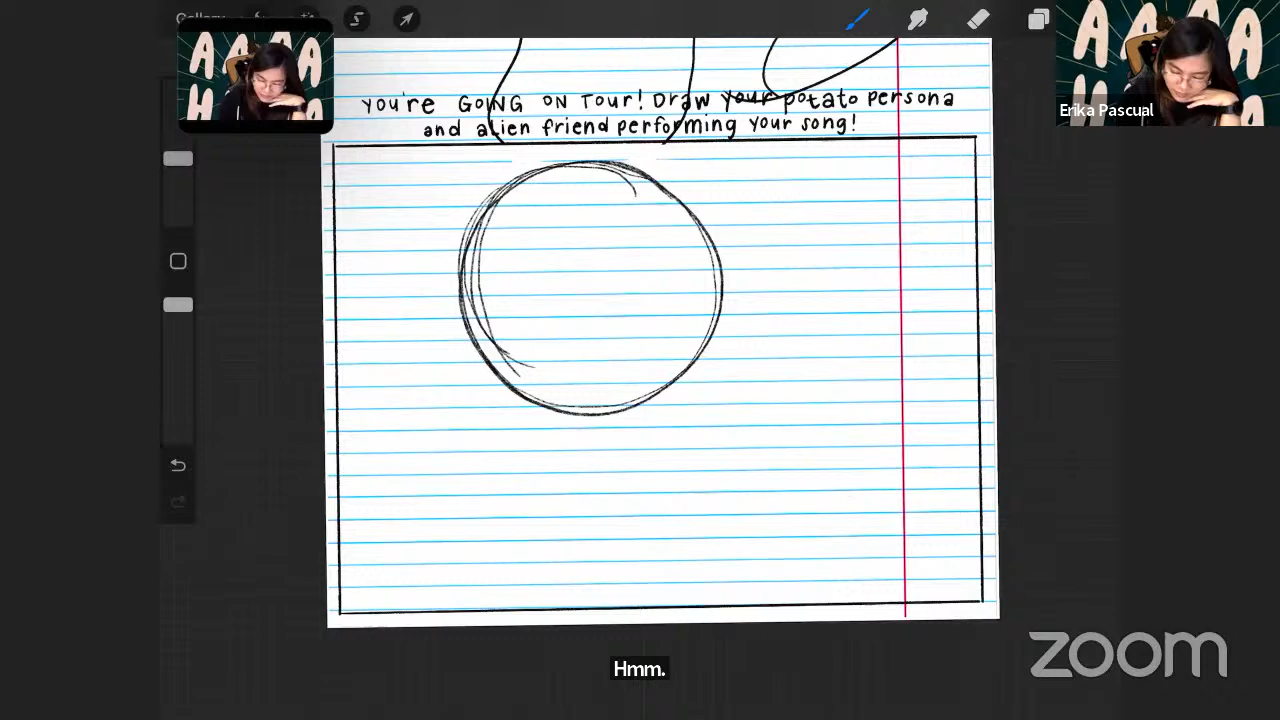 A A A A
H
A A A A
H
Erika Pascual
YOU're GOING ON TOUr! Draw your potato persona
and alien friend performing your song!
Hmm.
zoom